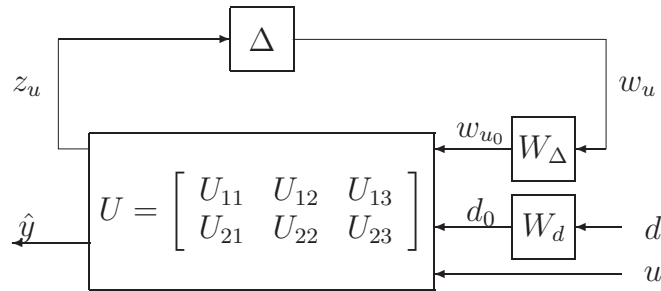 Δ
z_u
w_u
w_{u_0}
W_Δ
U = [ U_{11} U_{12} U_{13}
U_{21} U_{22} U_{23} ]
d_0
W_d
d
ŷ
u